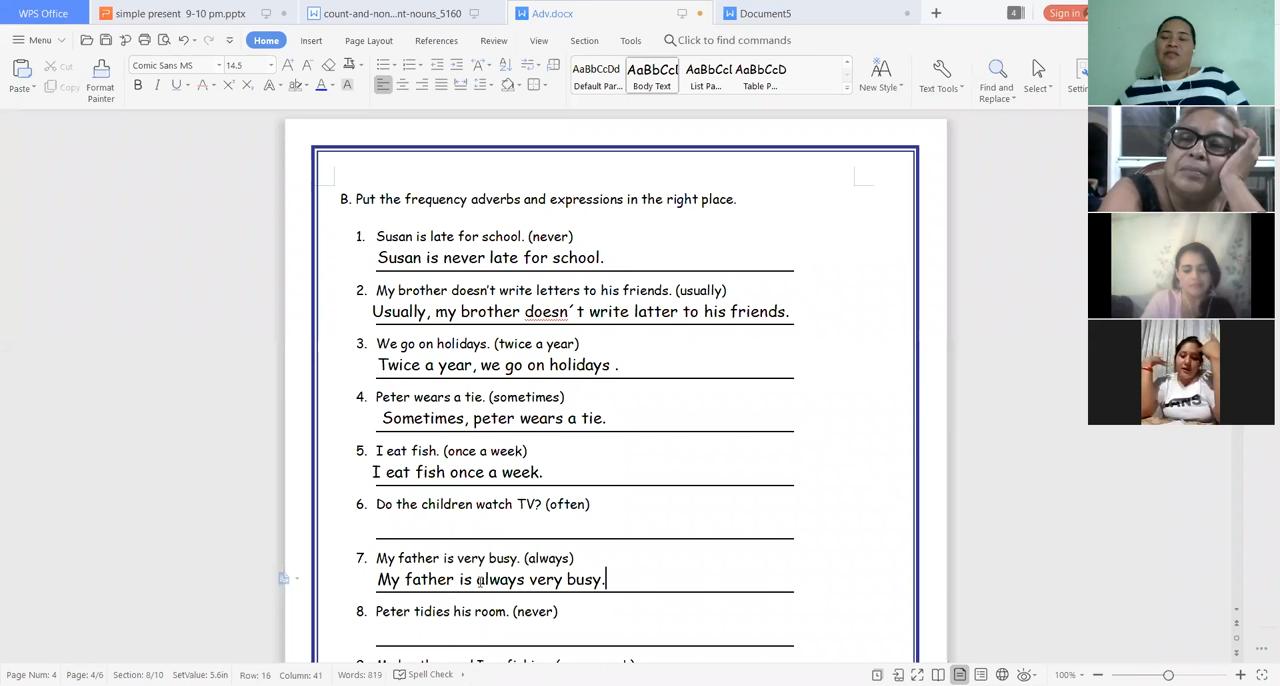 WPS Office
simple present 9-10 pm.pptx
count-and-non...nt-nouns_5160
Adv.docx
Document5
4
Sign in
Menu
Home
Insert
Page Layout
References
Review
View
Section
Tools
Click to find commands
Paste
Cut
Copy
Format Painter
Comic Sans MS
14.5
AaBbCcDd
AaBbCcI
AaBbCcI
AaBbCcD
Default Par...
Body Text
List Pa...
Table P...
New Style
Text Tools
Find and Replace
Select
B. Put the frequency adverbs and expressions in the right place.
1. Susan is late for school. (never)
Susan is never late for school.
2. My brother doesn't write letters to his friends. (usually)
Usually, my brother doesn´t write latter to his friends.
3. We go on holidays. (twice a year)
Twice a year, we go on holidays .
4. Peter wears a tie. (sometimes)
Sometimes, peter wears a tie.
5. I eat fish. (once a week)
I eat fish once a week.
6. Do the children watch TV? (often)
7. My father is very busy. (always)
My father is always very busy.
8. Peter tidies his room. (never)
Page Num: 4
Page: 4/6
Section: 8/10
SetValue: 5.6in
Row: 16
Column: 41
Words: 819
Spell Check
100%